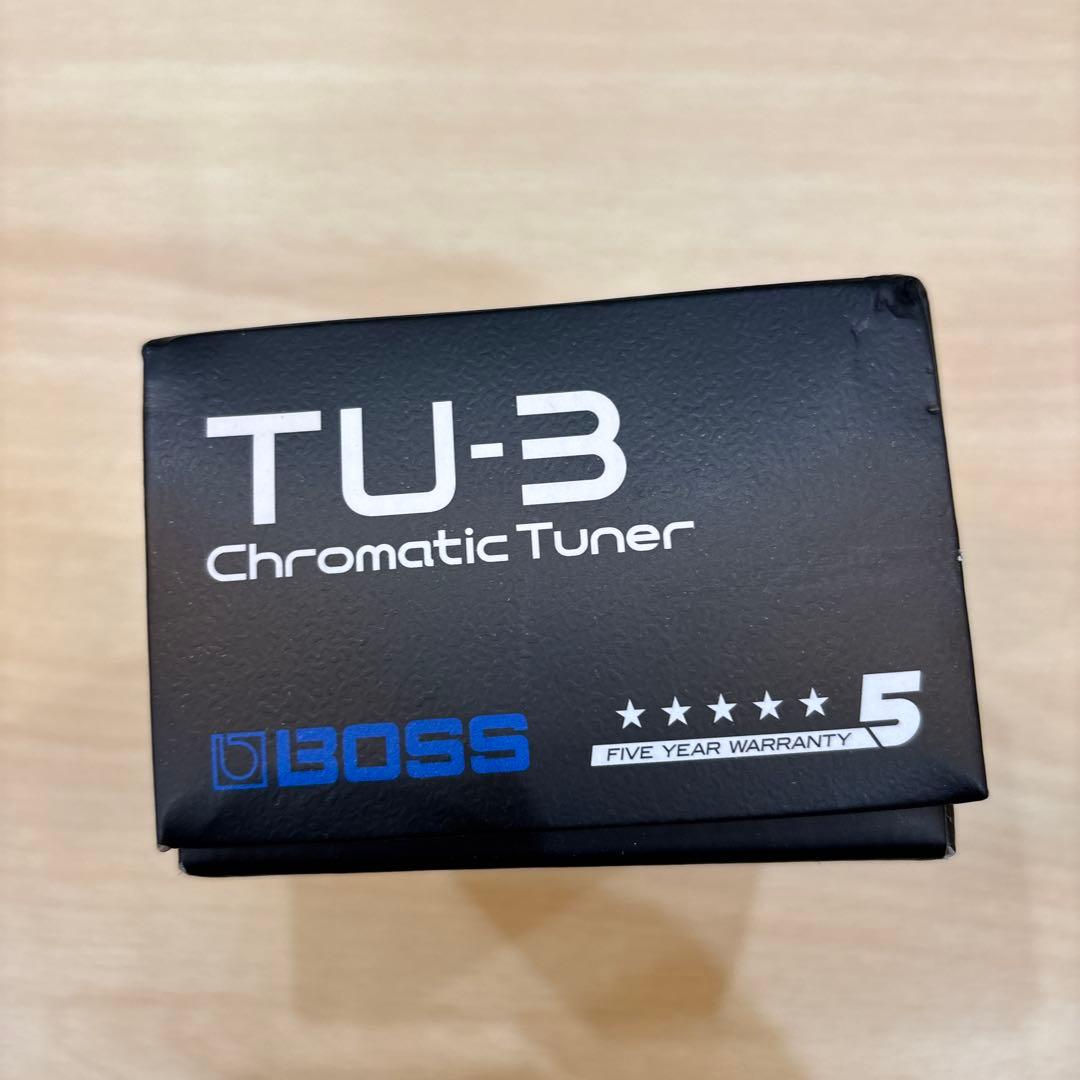 TU-3
Chromatic Tuner
BOSS
5
FIVE YEAR WARRANTY